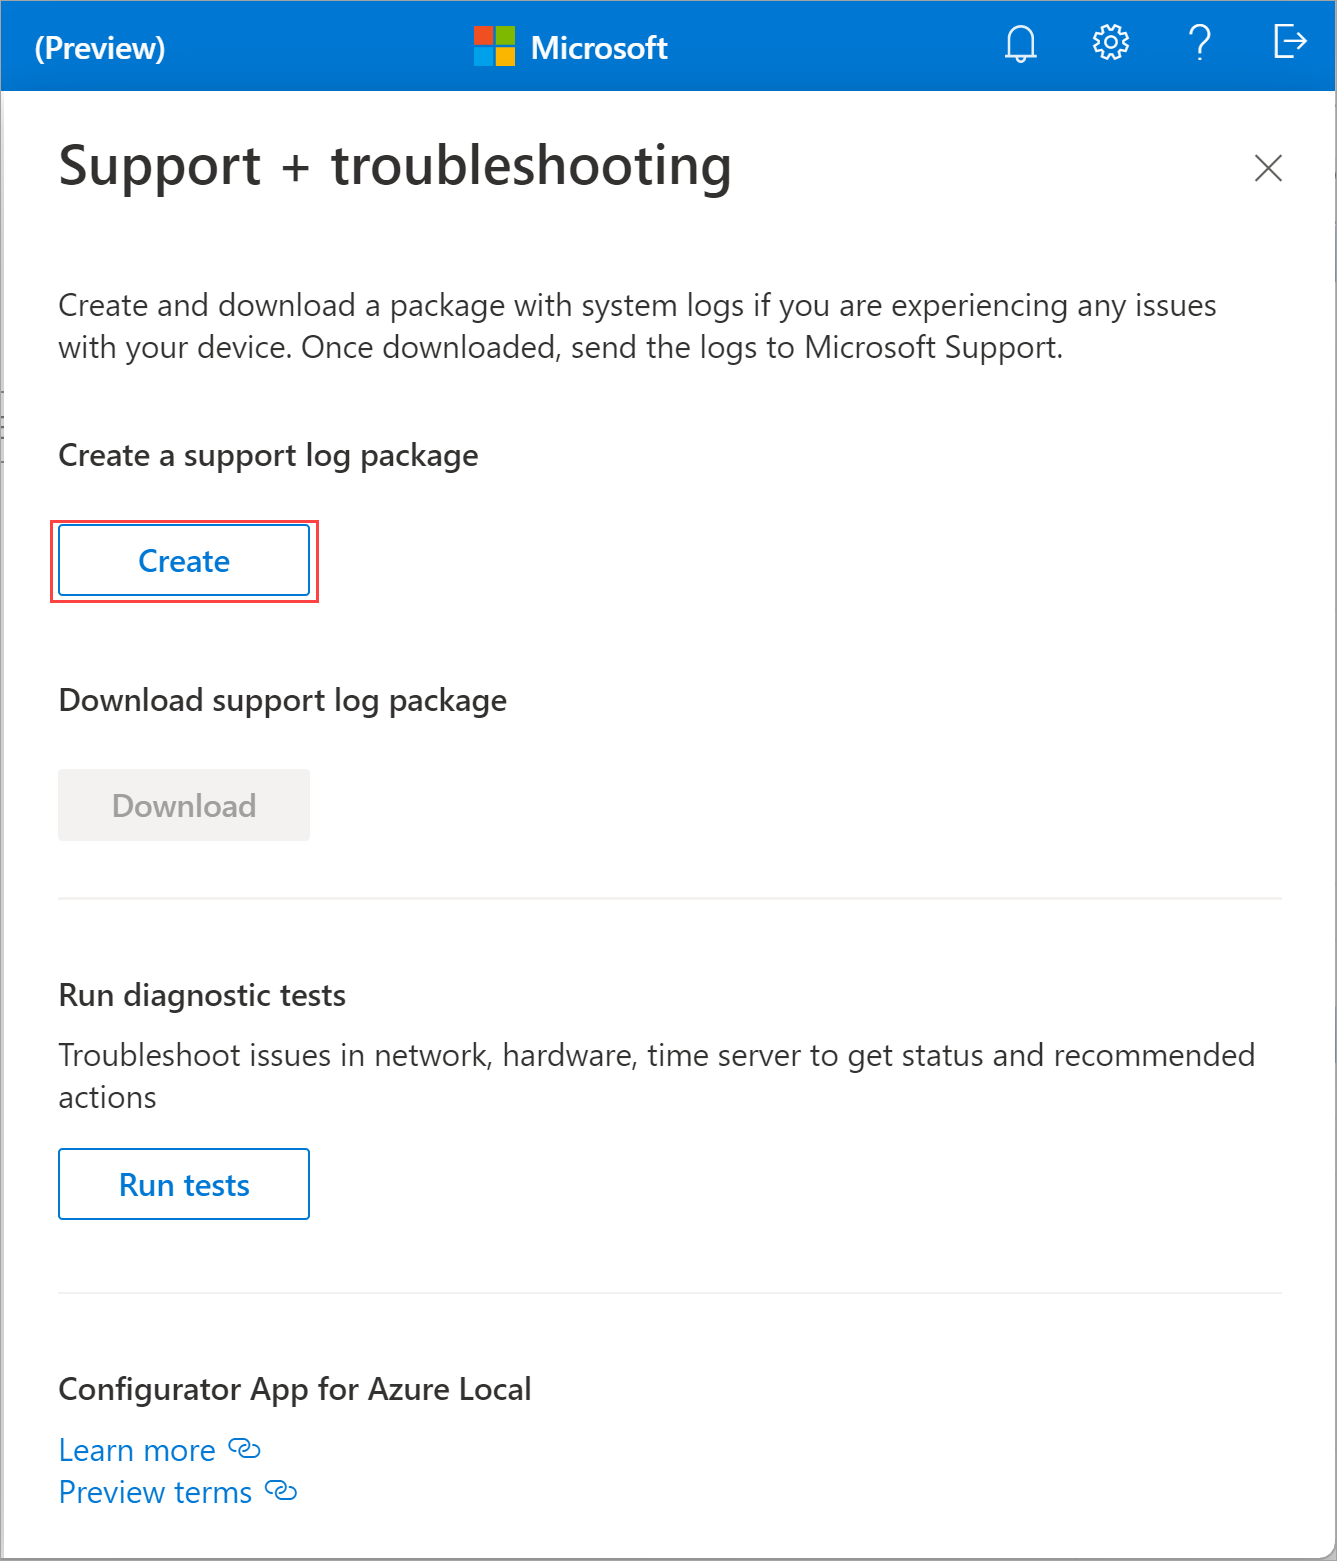 (Preview)
Microsoft
Support + troubleshooting
Create and download a package with system logs if you are experiencing any issues
with your device. Once downloaded, send the logs to Microsoft Support.
Create a support log package
Create
Download support log package
Download
Run diagnostic tests
Troubleshoot issues in network, hardware, time server to get status and recommended
actions
Run tests
Configurator App for Azure Local
Learn more
Preview terms